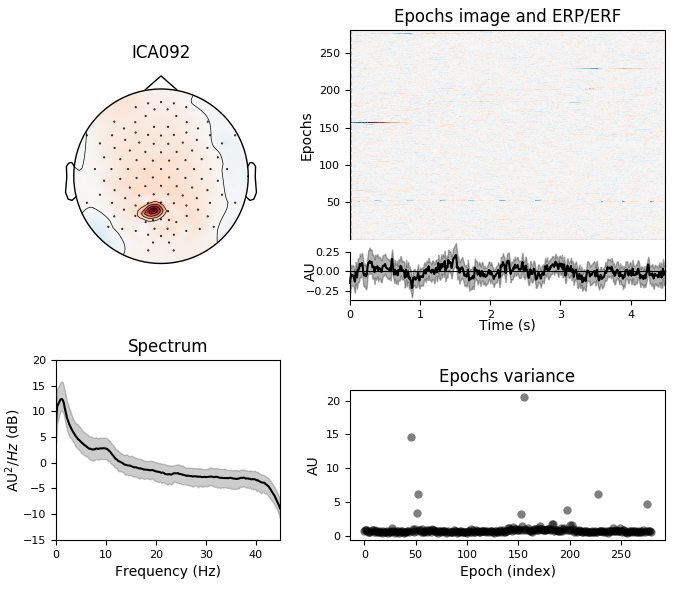 ICA092
Epochs image and ERP/ERF
Epochs
250
200
150
100
50
AU
0.25
0.00
−0.25
0 1 2 3 4
Time (s)
Spectrum
AU²/Hz (dB)
20
15
10
5
0
−5
−10
−15
0 10 20 30 40
Frequency (Hz)
Epochs variance
AU
20
15
10
5
0
0 50 100 150 200 250
Epoch (index)